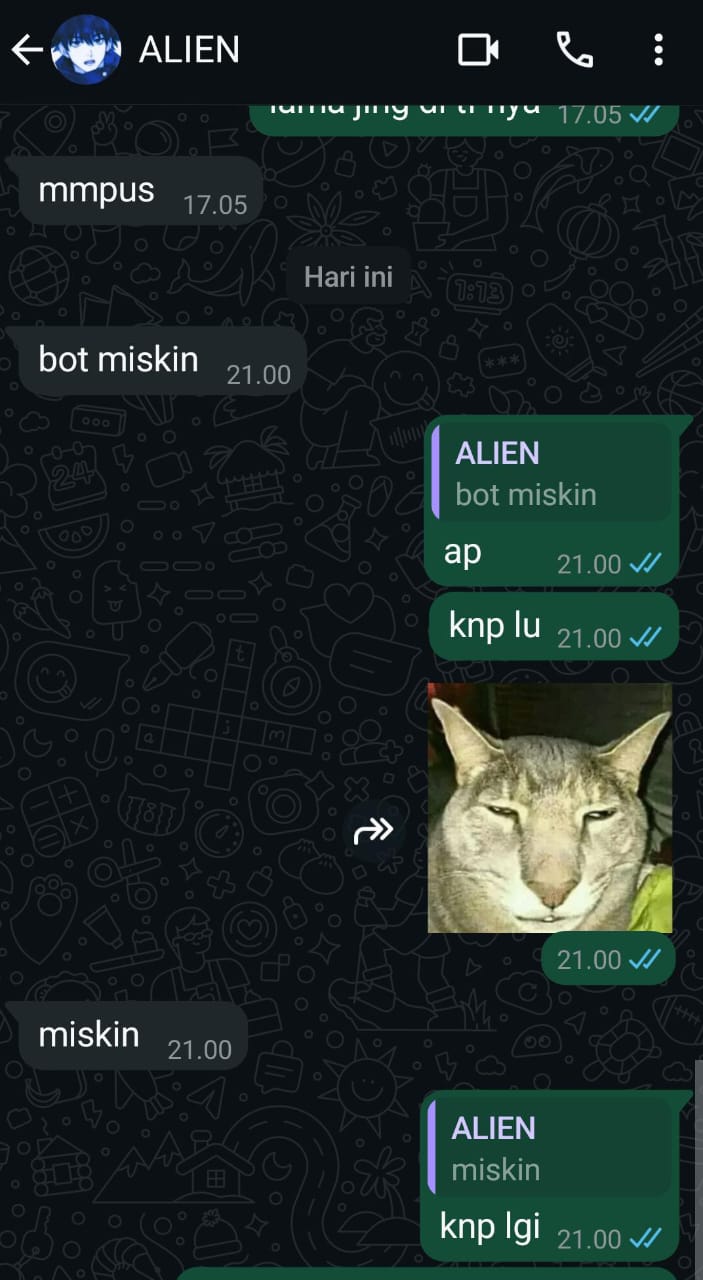 ALIEN
17.05
mmpus 17.05
Hari ini
bot miskin 21.00
ALIEN
bot miskin
ap 21.00
knp lu 21.00
21.00
miskin 21.00
ALIEN
miskin
knp lgi 21.00